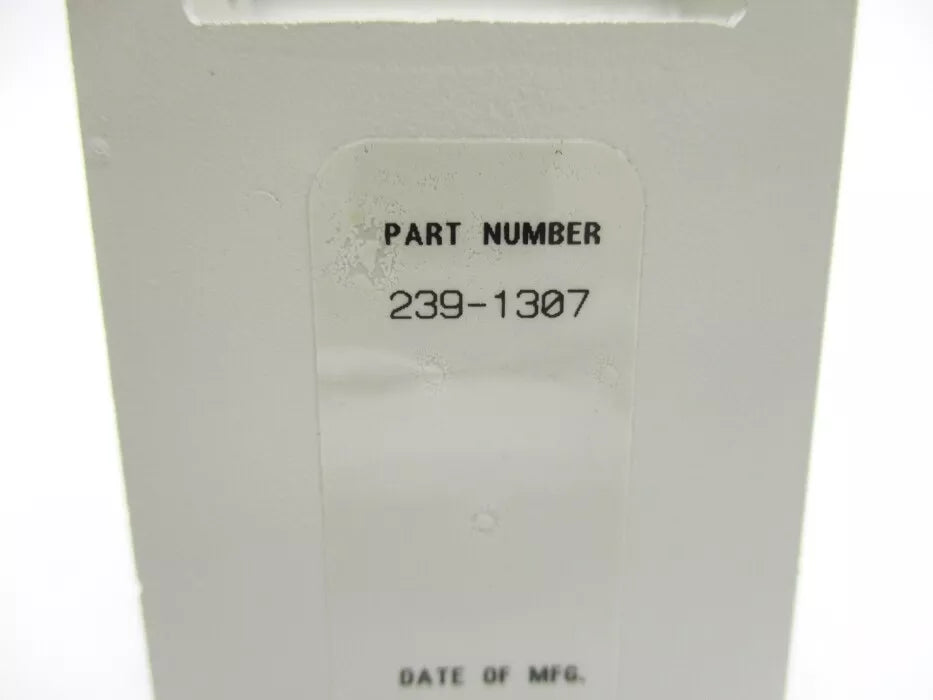 PART NUMBER
239-1307
DATE OF MFG.